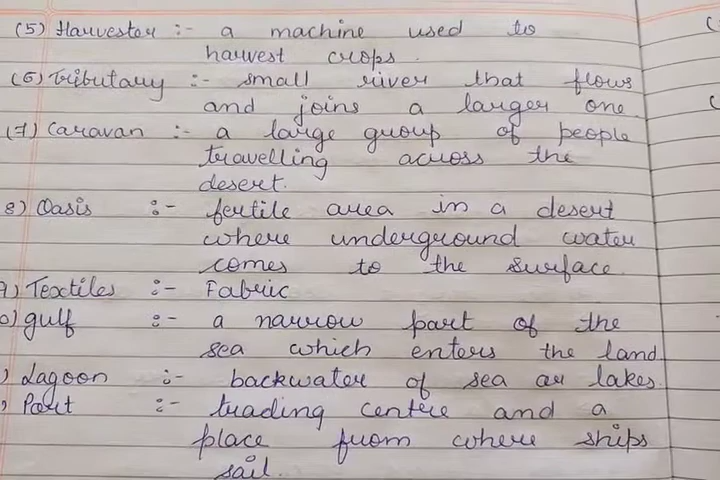 (5) Harvester :- a machine used to
harvest crops.
(6) Tributary :- small river that flows
and joins a larger one
(7) Caravan :- a large group of people
travelling across the
desert.
8) Oasis :- fertile area in a desert
where underground water
comes to the surface.
9) Textiles :- Fabric
0) gulf :- a narrow part of the
sea which enters the land
) Lagoon :- backwater of sea or lakes.
) Port :- trading centre and a
place from where ships
sail.